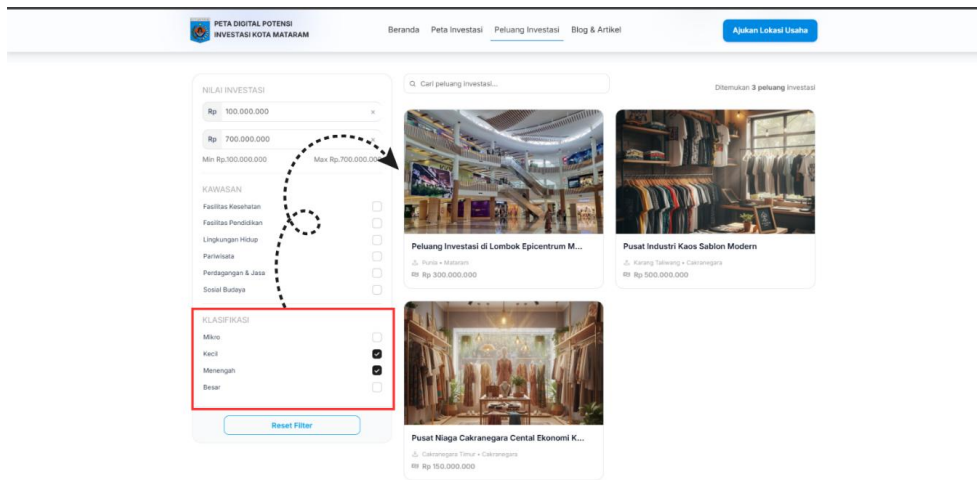 PETA DIGITAL POTENSI
INVESTASI KOTA MATARAM
Beranda Peta Investasi Peluang Investasi Blog & Artikel
Ajukan Lokasi Usaha
NILAI INVESTASI
Rp 100.000.000 ×
Rp 700.000.000 ×
Min Rp.100.000.000 Max Rp.700.000.000
KAWASAN
Fasilitas Kesehatan
Fasilitas Pendidikan
Lingkungan Hidup
Pariwisata
Perdagangan & Jasa
Sosial Budaya
KLASIFIKASI
Mikro
Kecil
Menengah
Besar
Reset Filter
Cari peluang investasi...
Ditemukan 3 peluang investasi
Peluang Investasi di Lombok Epicentrum M...
Punia • Mataram
Rp 300.000.000
Pusat Industri Kaos Sablon Modern
Karang Taliwang • Cakranegara
Rp 500.000.000
Pusat Niaga Cakranegara Cental Ekonomi K...
Cakranegara Timur • Cakranegara
Rp 150.000.000